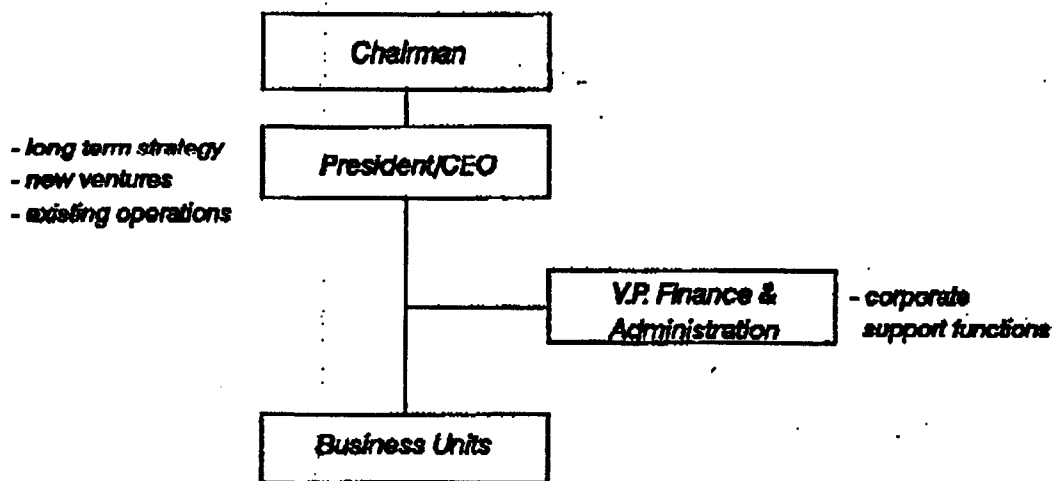 Chairman
President/CEO
- long term strategy
- new ventures
- existing operations
V.P. Finance &
Administration
- corporate
support functions
Business Units